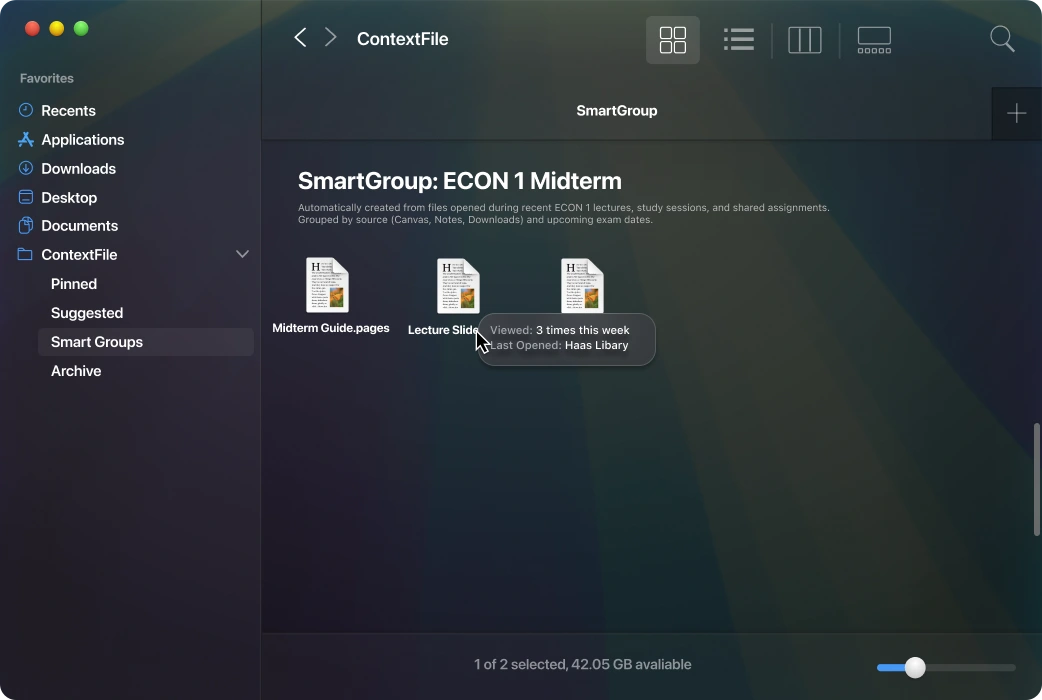 ContextFile
Favorites
Recents
Applications
Downloads
Desktop
Documents
ContextFile
Pinned
Suggested
Smart Groups
Archive
SmartGroup
SmartGroup: ECON 1 Midterm
Automatically created from files opened during recent ECON 1 lectures, study sessions, and shared assignments.
Grouped by source (Canvas, Notes, Downloads) and upcoming exam dates.
Midterm Guide.pages
Lecture Slide
Viewed: 3 times this week
Last Opened: Haas Libary
1 of 2 selected, 42.05 GB avaliable